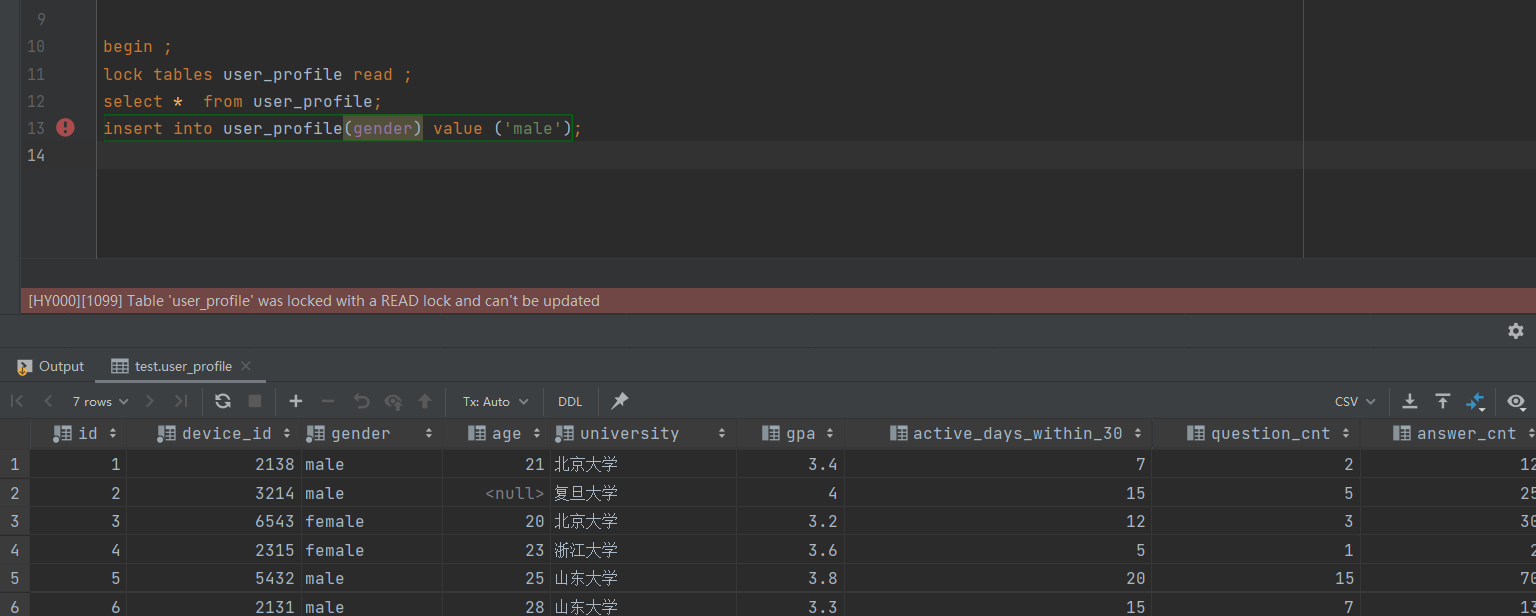 9
10 begin ;
11 lock tables user_profile read ;
12 select *  from user_profile;
13 insert into user_profile(gender) value ('male');
14
[HY000][1099] Table 'user_profile' was locked with a READ lock and can't be updated
Output test.user_profile
7 rows Tx: Auto DDL CSV
id device_id gender age university gpa active_days_within_30 question_cnt answer_cnt
1 1 2138 male 21 北京大学 3.4 7 2 12
2 2 3214 male <null> 复旦大学 4 15 5 25
3 3 6543 female 20 北京大学 3.2 12 3 30
4 4 2315 female 23 浙江大学 3.6 5 1 2
5 5 5432 male 25 山东大学 3.8 20 15 70
6 6 2131 male 28 山东大学 3.3 15 7 13